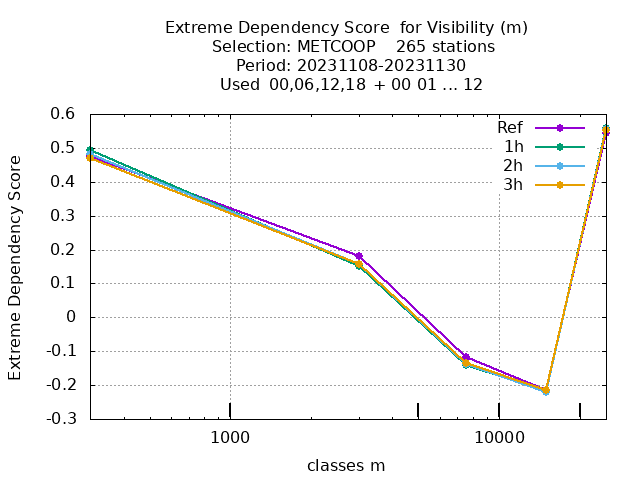 Extreme Dependency Score  for Visibility (m)
Selection: METCOOP    265 stations
Period: 20231108-20231130
Used  00,06,12,18  + 00 01 ... 12
Extreme Dependency Score
0.6
0.5
0.4
0.3
0.2
0.1
0
-0.1
-0.2
-0.3
Ref
1h
2h
3h
1000
10000
classes m